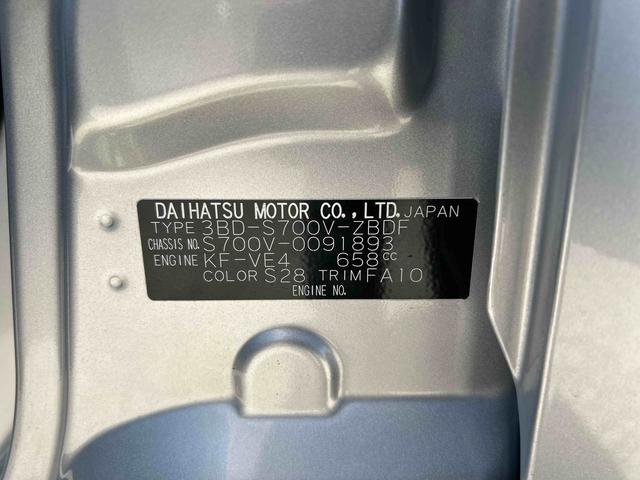 DAIHATSU MOTOR CO., LTD. JAPAN
TYPE 3BD-S700V-ZBDF
CHASSIS NO. S700V-0091893
ENGINE KF-VE4 658CC
COLOR S28 TRIM FA10
ENGINE NO.